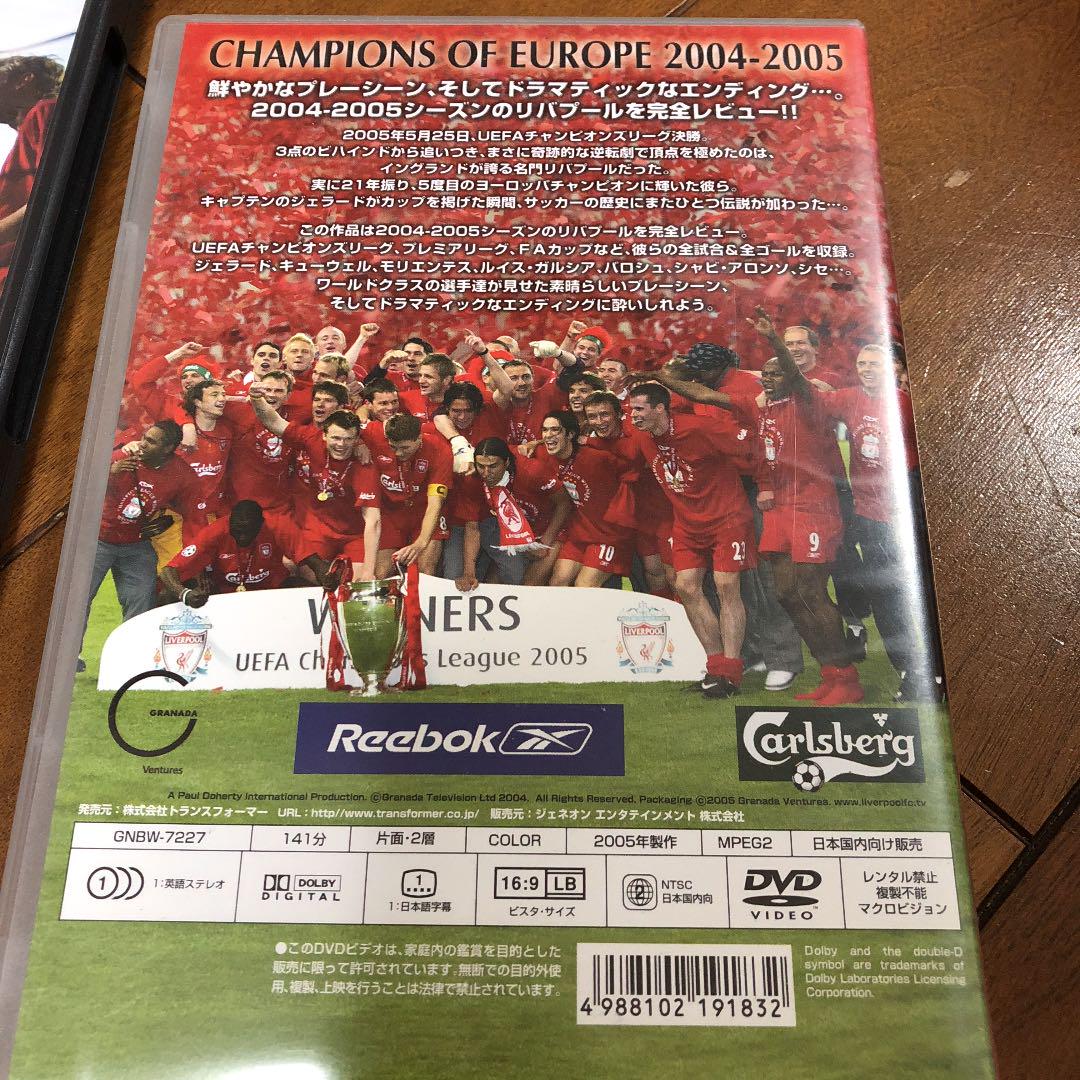 CHAMPIONS OF EUROPE 2004-2005
鮮やかなプレーシーン、そしてドラマティックなエンディング…。
2004-2005シーズンのリバプールを完全レビュー!!
2005年5月25日、UEFAチャンピオンズリーグ決勝。
3点のビハインドから追いつき、まさに奇跡的な逆転劇で頂点を極めたのは、
イングランドが誇る名門リバプールだった。
実に21年振り、5度目のヨーロッパチャンピオンに輝いた彼ら。
キャプテンのジェラードがカップを掲げた瞬間、サッカーの歴史にまたひとつ伝説が加わった…。
この作品は2004-2005シーズンのリバプールを完全レビュー。
UEFAチャンピオンズリーグ、プレミアリーグ、FAカップなど、彼らの全試合&全ゴールを収録。
ジェラード、キューウェル、モリエンテス、ルイス・ガルシア、バロシュ、シャビ・アロンソ、シセ…。
ワールドクラスの選手達が見せた素晴らしいプレーシーン、
そしてドラマティックなエンディングに酔いしれよう。
Carlsberg
Carlsberg
Carlsberg
LIVERPOOL
8
10
23
9
W NERS
UEFA Ch s League 2005
LIVERPOOL
LIVERPOOL
GRANADA
Ventures
Reebok
Carlsberg
A Paul Doherty International Production. ©Granada Television Ltd 2004. All Rights Reserved. Packaging ©2005 Granada Ventures. www.liverpoolfc.tv
発売元：株式会社トランスフォーマー URL：http//www.transformer.co.jp/ 販売元：ジェネオン エンタテインメント 株式会社
GNBW-7227 141分 片面・2層 COLOR 2005年製作 MPEG2 日本国内向け販売
1 1:英語ステレオ
DOLBY
DIGITAL
1
1:日本語字幕
16:9 LB
ビスタ・サイズ
2 NTSC
日本国内向
DVD
VIDEO
レンタル禁止
複製不能
マクロビジョン
●このDVDビデオは、家庭内の鑑賞を目的とした
販売に限って許可されています。無断での目的外使
用、複製、上映を行うことは法律で禁止されています。
4 988102 191832
Dolby and the double-D
symbol are trademarks of
Dolby Laboratories Licensing
Corporation.